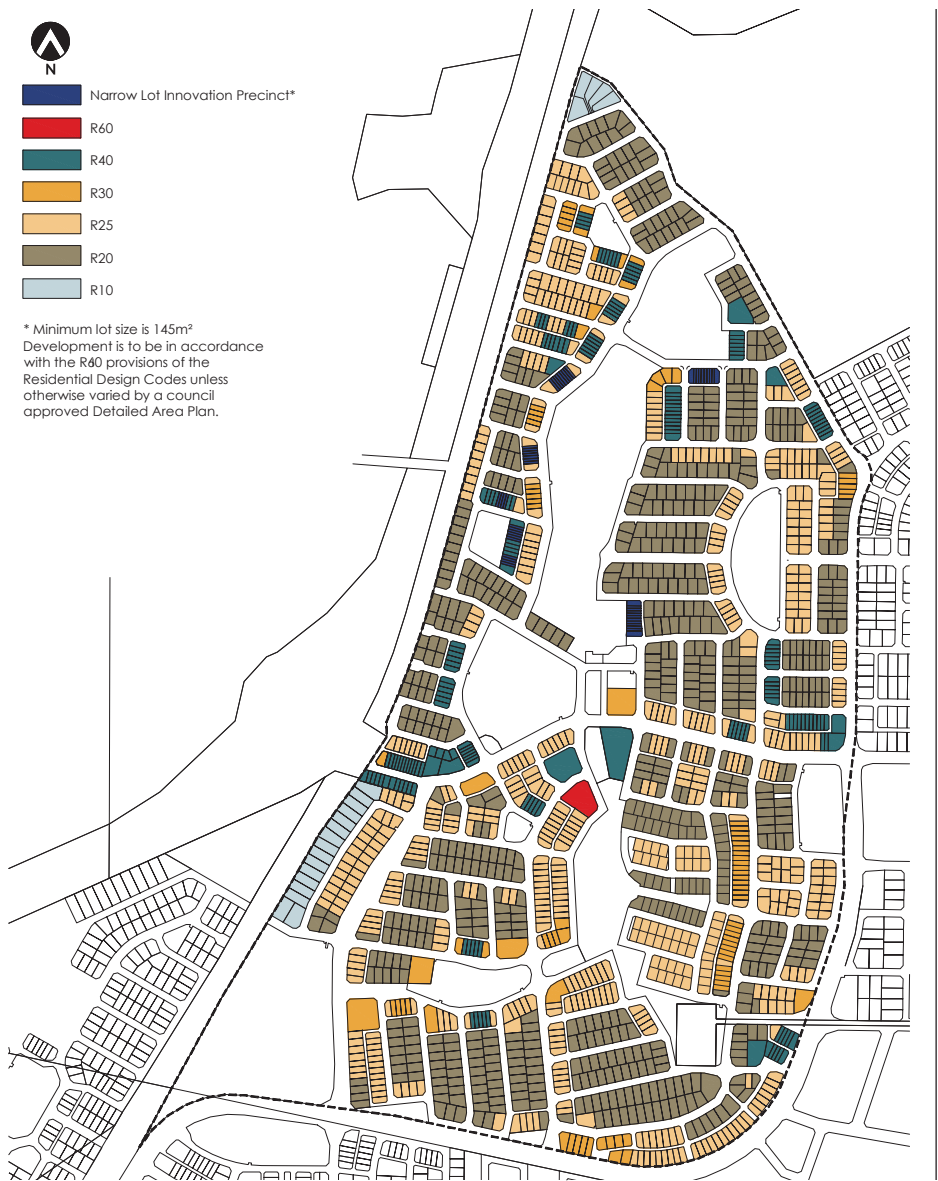 N
Narrow Lot Innovation Precinct*
R60
R40
R30
R25
R20
R10
* Minimum lot size is 145m²
Development is to be in accordance
with the R60 provisions of the
Residential Design Codes unless
otherwise varied by a council
approved Detailed Area Plan.